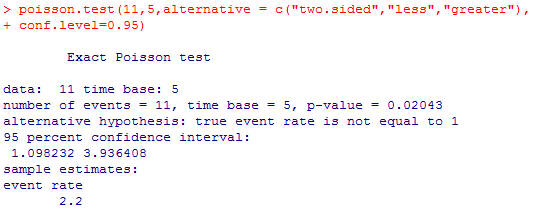 > poisson.test(11,5,alternative = c("two.sided","less","greater"),
+ conf.level=0.95)
Exact Poisson test
data:  11 time base: 5
number of events = 11, time base = 5, p-value = 0.02043
alternative hypothesis: true event rate is not equal to 1
95 percent confidence interval:
1.098232 3.936408
sample estimates:
event rate
2.2